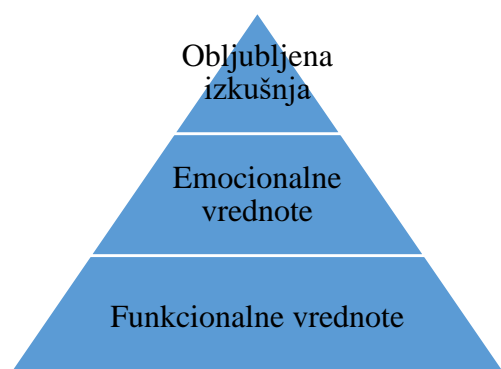 Obljubljena
izkušnja
Emocionalne
vrednote
Funkcionalne vrednote